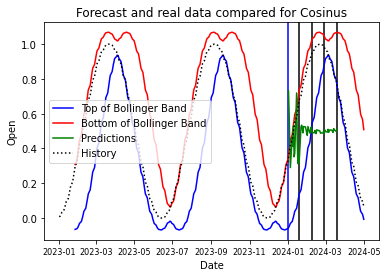 Forecast and real data compared for Cosinus
Open
1.0
0.8
0.6
0.4
0.2
0.0
Top of Bollinger Band
Bottom of Bollinger Band
Predictions
History
2023-01 2023-03 2023-05 2023-07 2023-09 2023-11 2024-01 2024-03 2024-05
Date